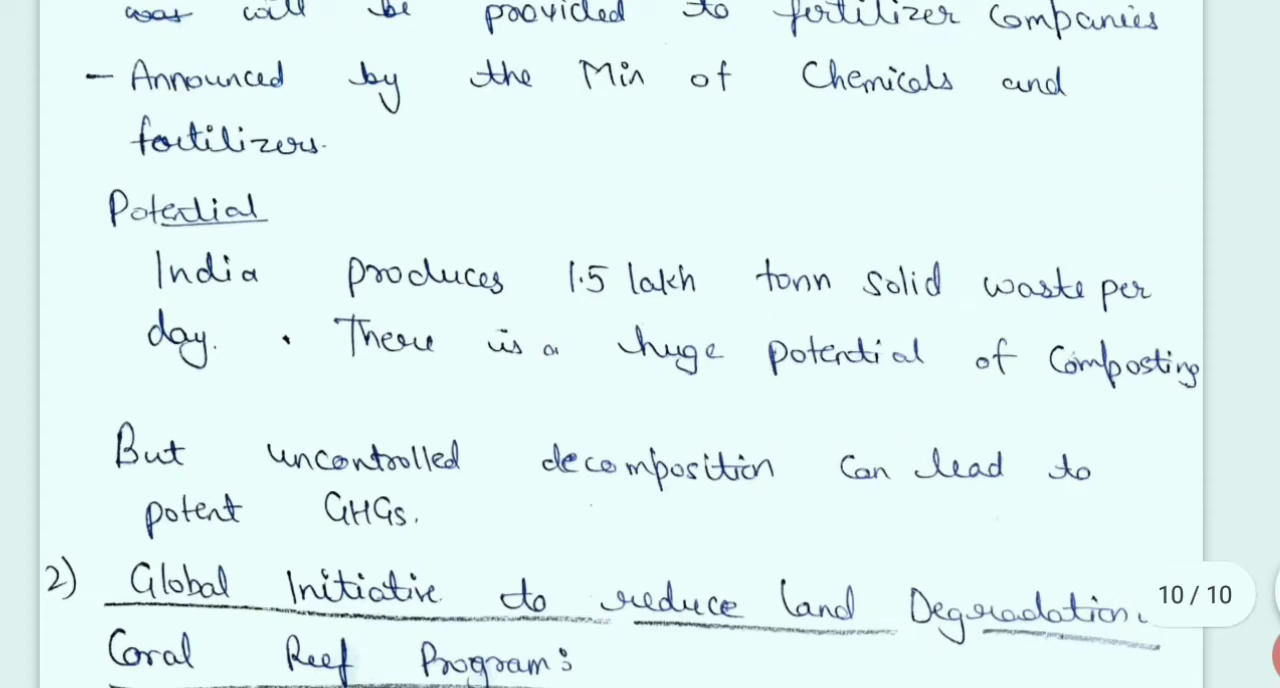 was will be provided to fertilizer companies
- Announced by the Min of Chemicals and
fertilizers.
Potential
India produces 1.5 lakh tonn solid waste per
day. There is a huge potential of Composting
But uncontrolled decomposition can lead to
potent GHGs.
2) Global Initiative to reduce land Degradation.
Coral Reef Program:
10 / 10